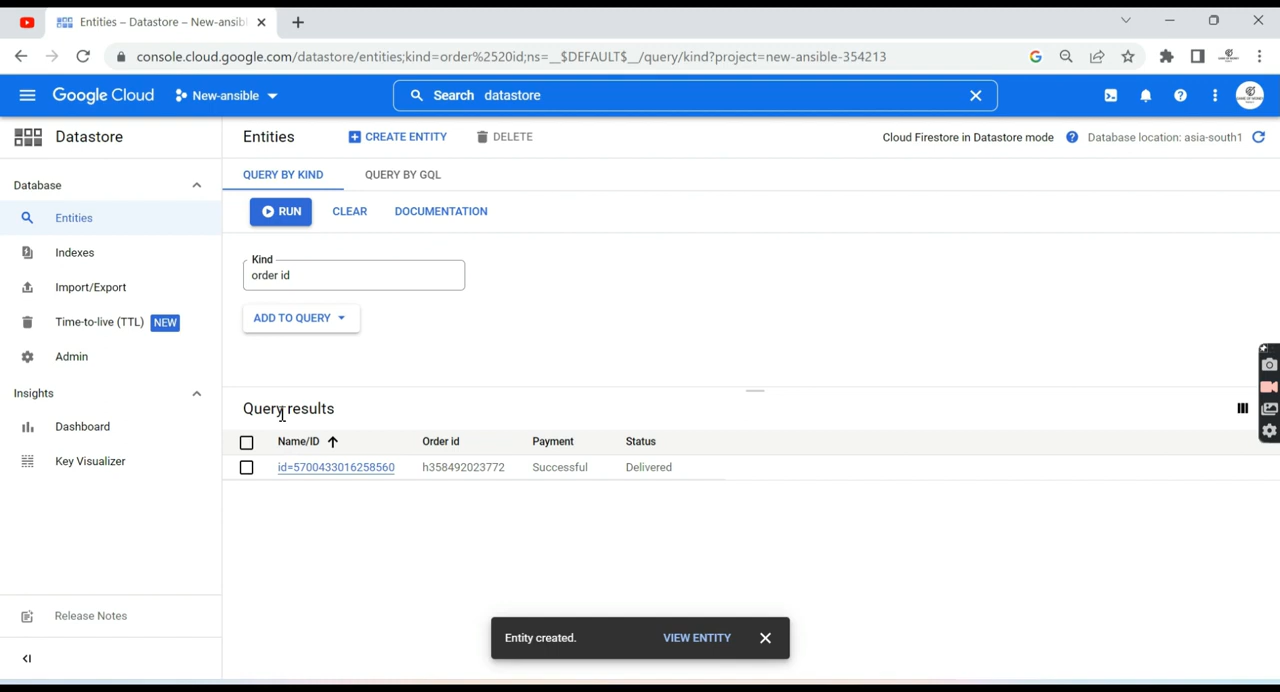 Entities – Datastore – New-ansibl
console.cloud.google.com/datastore/entities;kind=order%2520id;ns=__$DEFAULT$__/query/kind?project=new-ansible-354213
Google Cloud
New-ansible
Search datastore
Datastore
Entities
CREATE ENTITY
DELETE
Cloud Firestore in Datastore mode
Database location: asia-south1
Database
Entities
Indexes
Import/Export
Time-to-live (TTL) NEW
Admin
Insights
Dashboard
Key Visualizer
Release Notes
QUERY BY KIND
QUERY BY GQL
RUN
CLEAR
DOCUMENTATION
Kind
order id
ADD TO QUERY
Query results
Name/ID Order id Payment Status
id=5700433016258560 h358492023772 Successful Delivered
Entity created. VIEW ENTITY